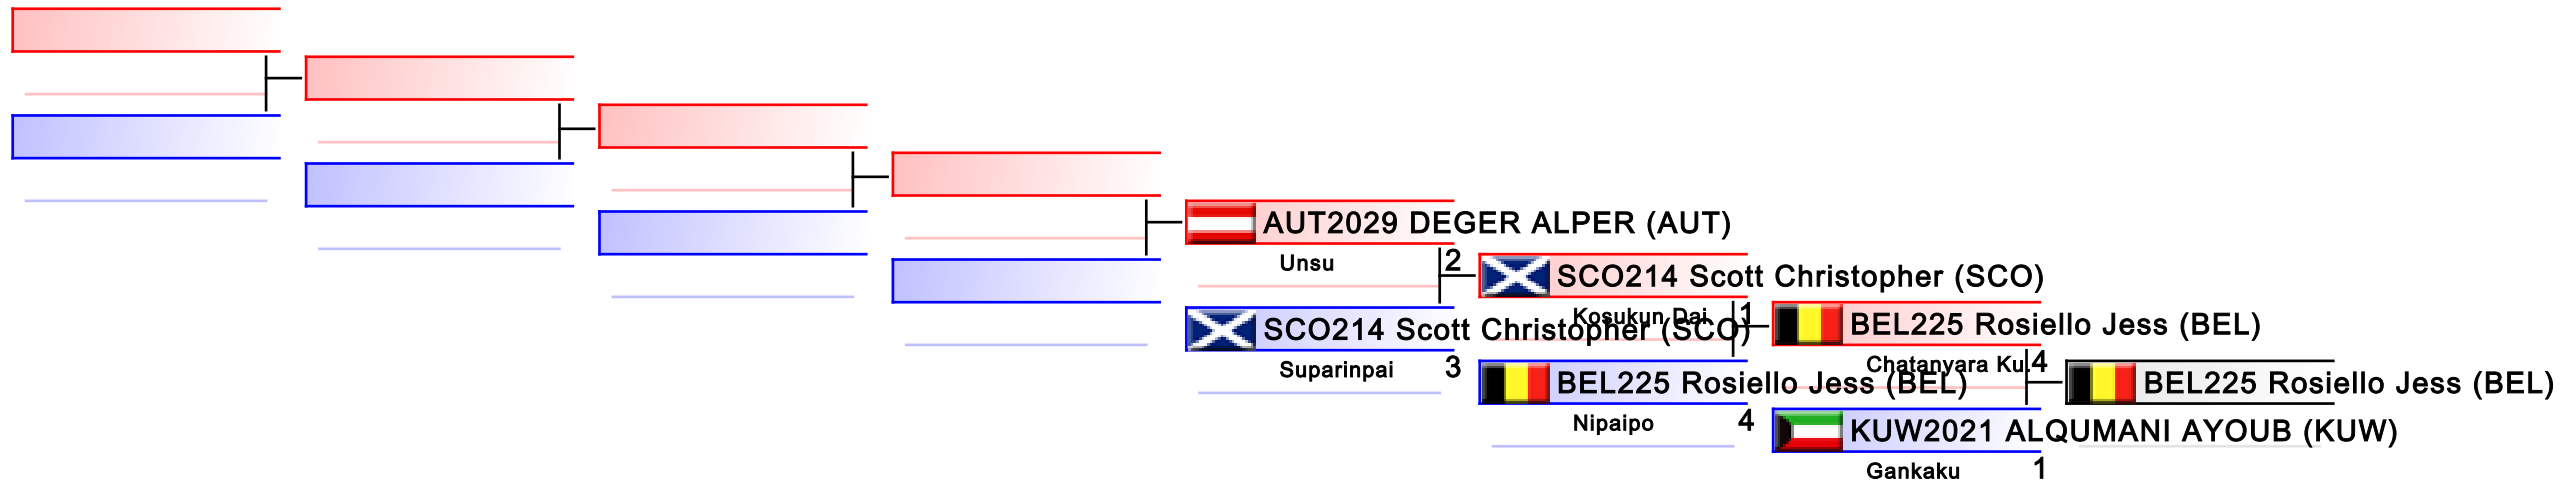 AUT2029 DEGER ALPER (AUT)
Unsu 2
SCO214 Scott Christopher (SCO)
Suparinpai 3
SCO214 Scott Christopher (SCO)
Kosukun Dai 1
BEL225 Rosiello Jess (BEL)
Nipaipo 4
BEL225 Rosiello Jess (BEL)
Chatanyara Ku. 4
KUW2021 ALQUMANI AYOUB (KUW)
Gankaku 1
BEL225 Rosiello Jess (BEL)